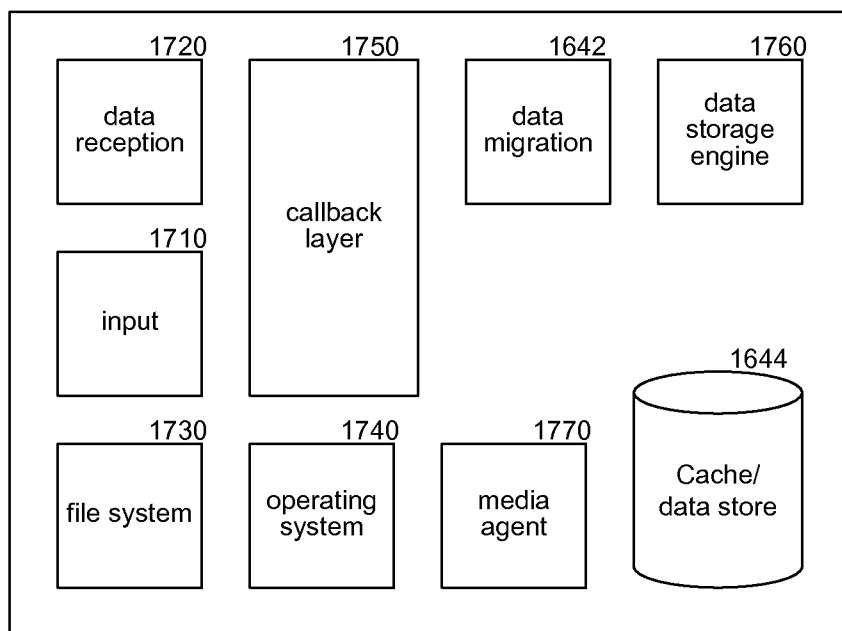 1720
data
reception
1750
callback
layer
1642
data
migration
1760
data
storage
engine
1710
input
1644
Cache/
data store
1730
file system
1740
operating
system
1770
media
agent